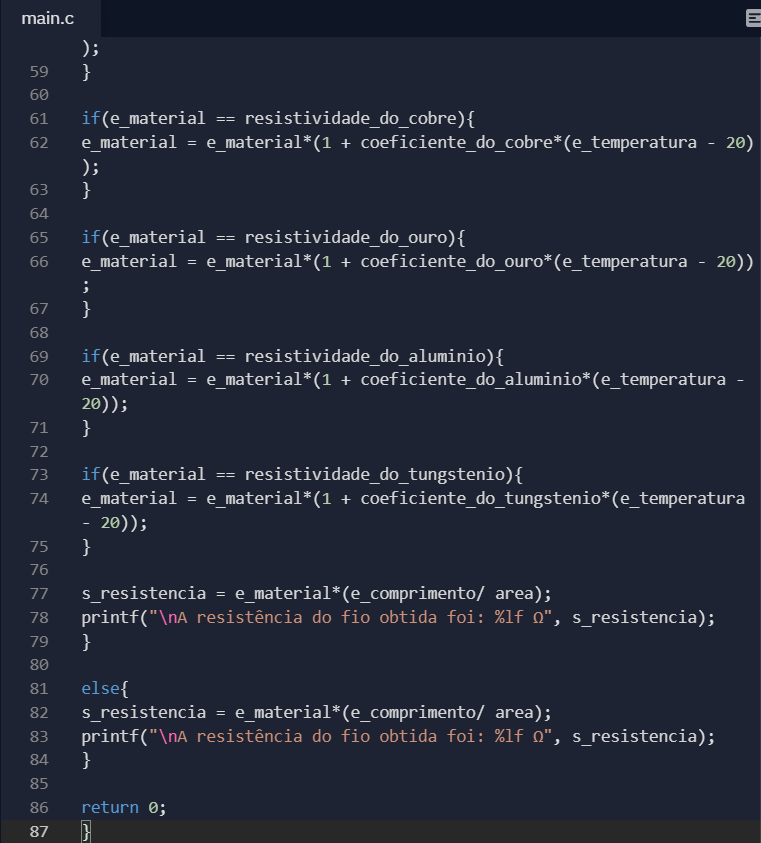 main.c
);
59 }
60
61 if(e_material == resistividade_do_cobre){
62 e_material = e_material*(1 + coeficiente_do_cobre*(e_temperatura - 20)
);
63 }
64
65 if(e_material == resistividade_do_ouro){
66 e_material = e_material*(1 + coeficiente_do_ouro*(e_temperatura - 20))
;
67 }
68
69 if(e_material == resistividade_do_aluminio){
70 e_material = e_material*(1 + coeficiente_do_aluminio*(e_temperatura -
20));
71 }
72
73 if(e_material == resistividade_do_tungstenio){
74 e_material = e_material*(1 + coeficiente_do_tungstenio*(e_temperatura
- 20));
75 }
76
77 s_resistencia = e_material*(e_comprimento/ area);
78 printf("\nA resistência do fio obtida foi: %lf Ω", s_resistencia);
79 }
80
81 else{
82 s_resistencia = e_material*(e_comprimento/ area);
83 printf("\nA resistência do fio obtida foi: %lf Ω", s_resistencia);
84 }
85
86 return 0;
87 }